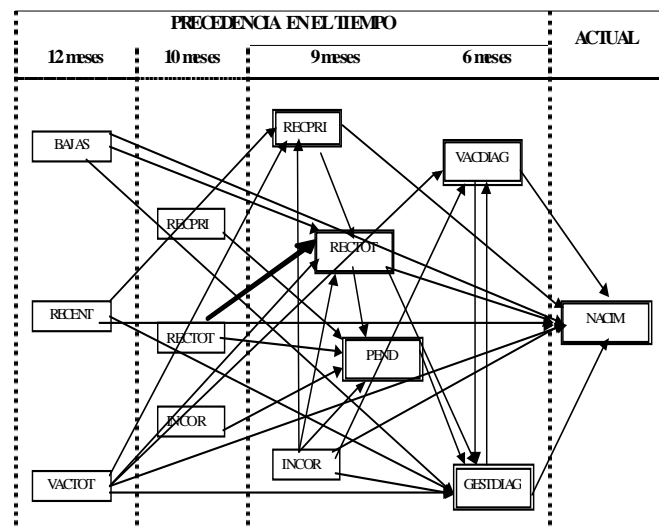 PRECEDENCIA EN EL TIEMPO
ACTUAL
12 meses
10 meses
9 meses
6 meses
RECPRI
BAJAS
VACDIAG
RECPRI
RECTOT
RECENT
NACIM
RECTOT
PEND
INCOR
INCOR
VACTOT
GESTDIAG